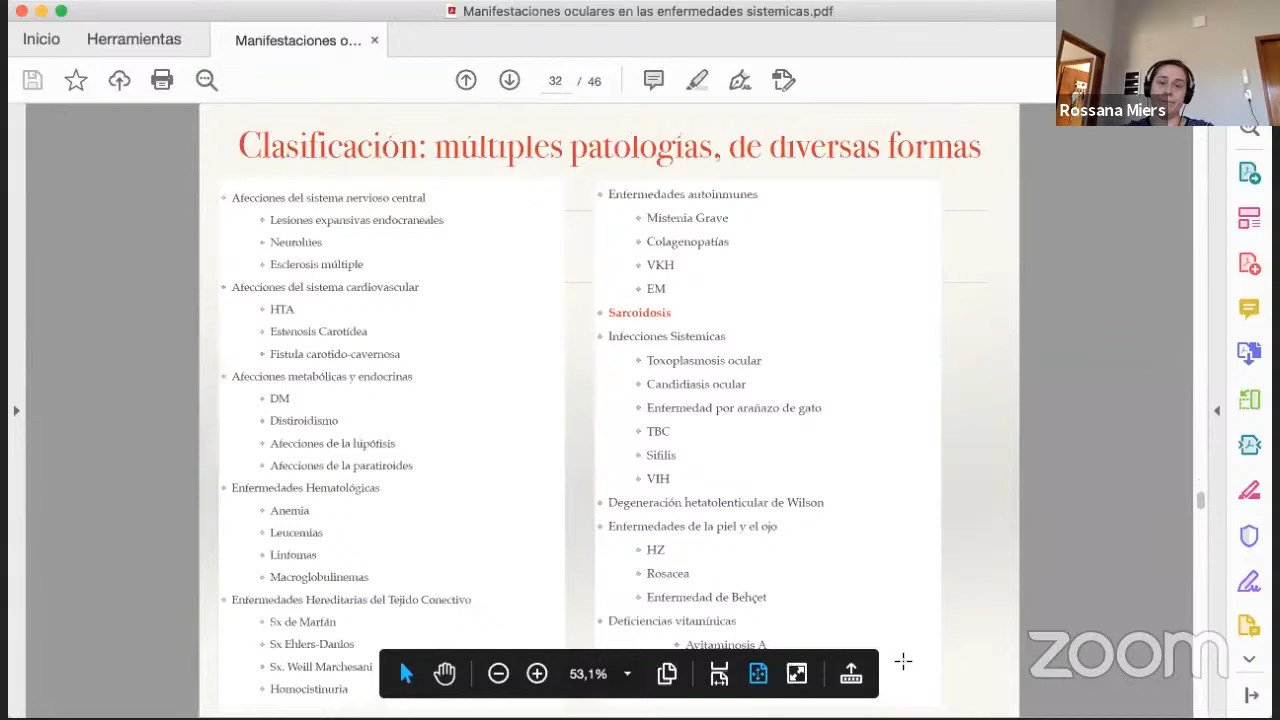 Manifestaciones oculares en las enfermedades sistemicas.pdf
Inicio
Herramientas
Manifestaciones o...
32 / 46
Rossana Miers
Clasificación: múltiples patologías, de diversas formas
Afecciones del sistema nervioso central
Lesiones expansivas endocraneales
Neurolúes
Esclerosis múltiple
Afecciones del sistema cardiovascular
HTA
Estenosis Carotídea
Fistula carotido-cavernosa
Afecciones metabólicas y endocrinas
DM
Distiroidismo
Afecciones de la hipófisis
Afecciones de la paratiroides
Enfermedades Hematológicas
Anemia
Leucemias
Linfomas
Macroglobulinemas
Enfermedades Hereditarias del Tejido Conectivo
Sx de Marfán
Sx Ehlers-Danlos
Sx. Weill Marchesani
Homocistinuria
Enfermedades autoinmunes
Mistenia Grave
Colagenopatías
VKH
EM
Sarcoidosis
Infecciones Sistemicas
Toxoplasmosis ocular
Candidiasis ocular
Enfermedad por arañazo de gato
TBC
Sifilis
VIH
Degeneración hetatolenticular de Wilson
Enfermedades de la piel y el ojo
HZ
Rosacea
Enfermedad de Behçet
Deficiencias vitamínicas
Avitaminosis A
53,1%
zoom